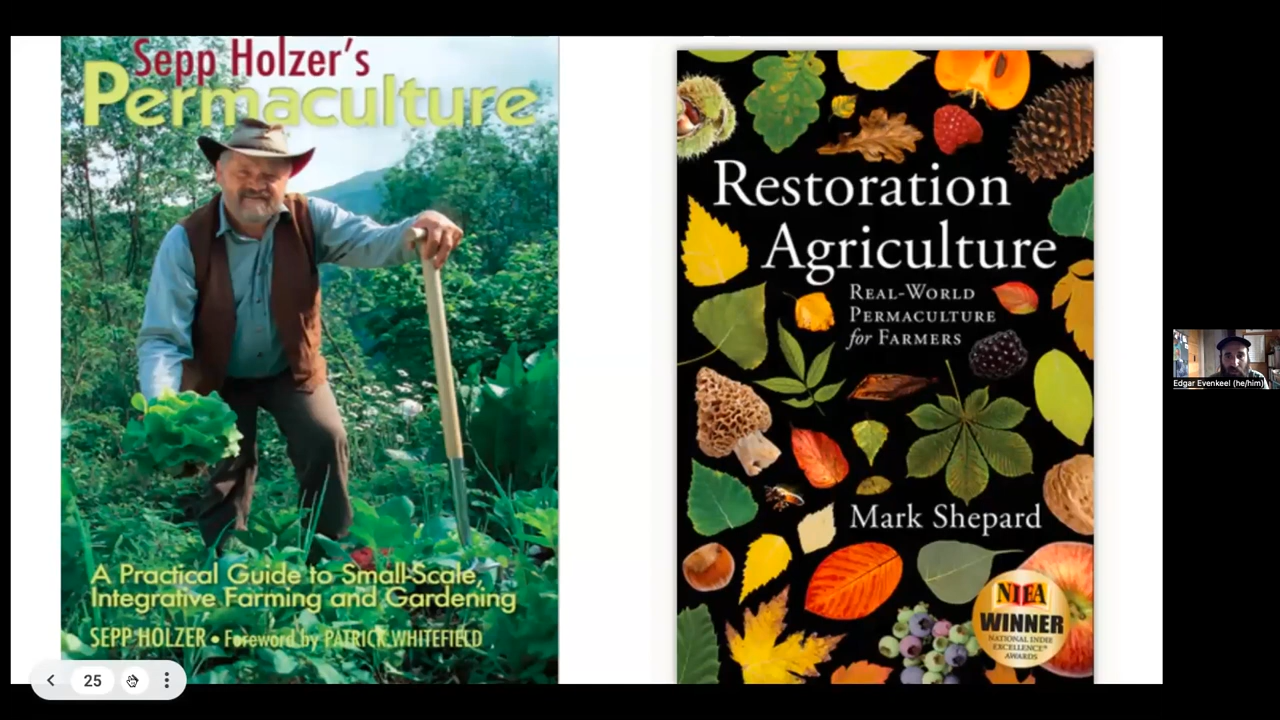 Sepp Holzer's
Permaculture
A Practical Guide to Small-Scale,
Integrative Farming and Gardening
SEPP HOLZER • Foreword by PATRICK WHITEFIELD
Restoration
Agriculture
REAL-WORLD
PERMACULTURE
for FARMERS
Mark Shepard
NIEA
WINNER
NATIONAL INDIE
EXCELLENCE®
AWARDS
Edgar Evenkeel (he/him)
25